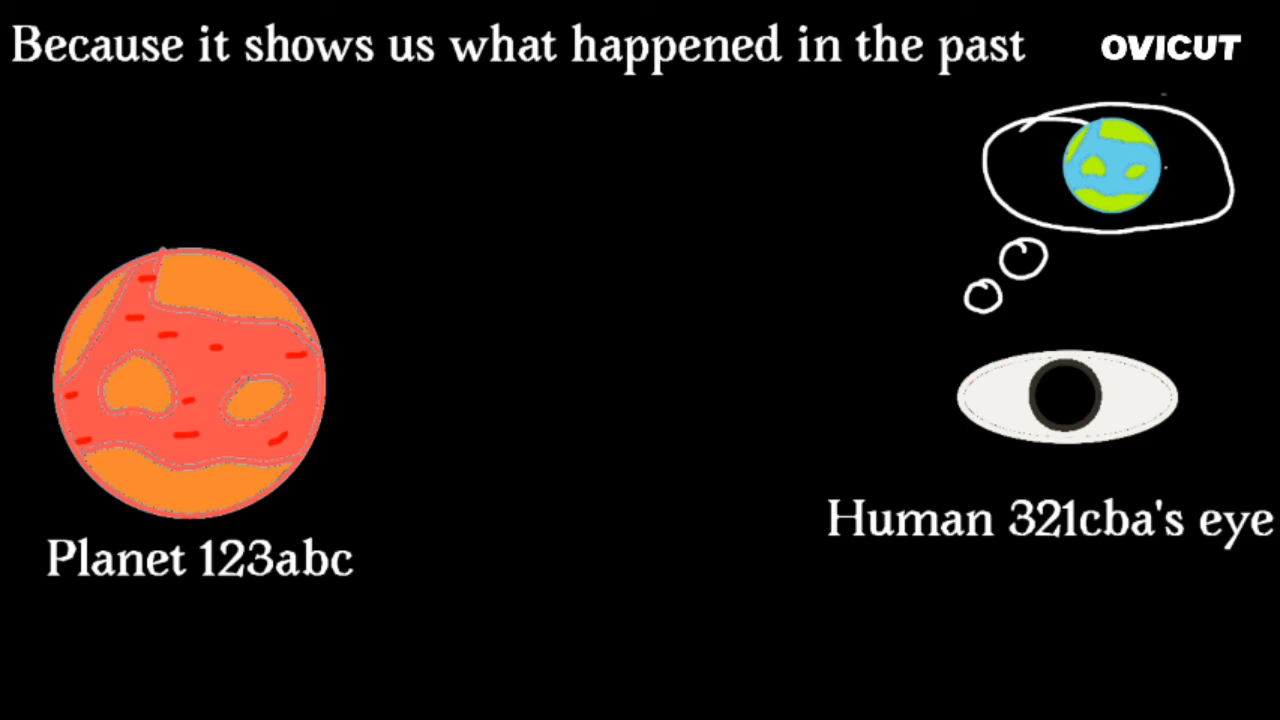 Because it shows us what happened in the past
OVICUT
Human 321cba's eye
Planet 123abc